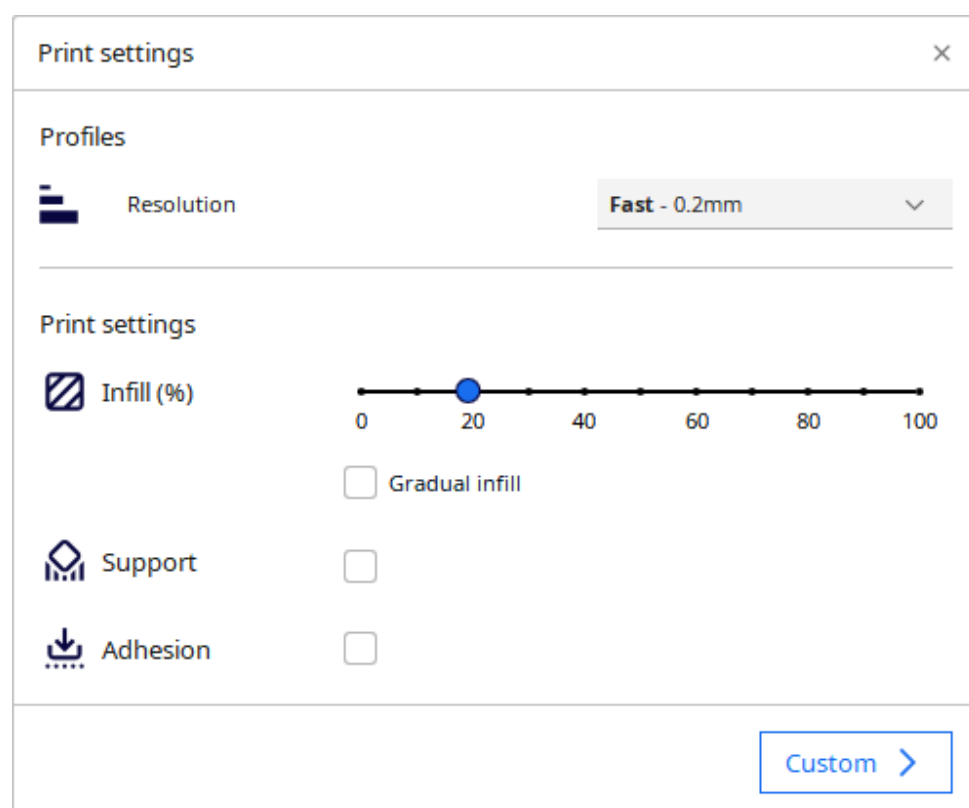 Print settings
Profiles
Resolution
Fast - 0.2mm
Print settings
Infill (%)
0 20 40 60 80 100
Gradual infill
Support
Adhesion
Custom